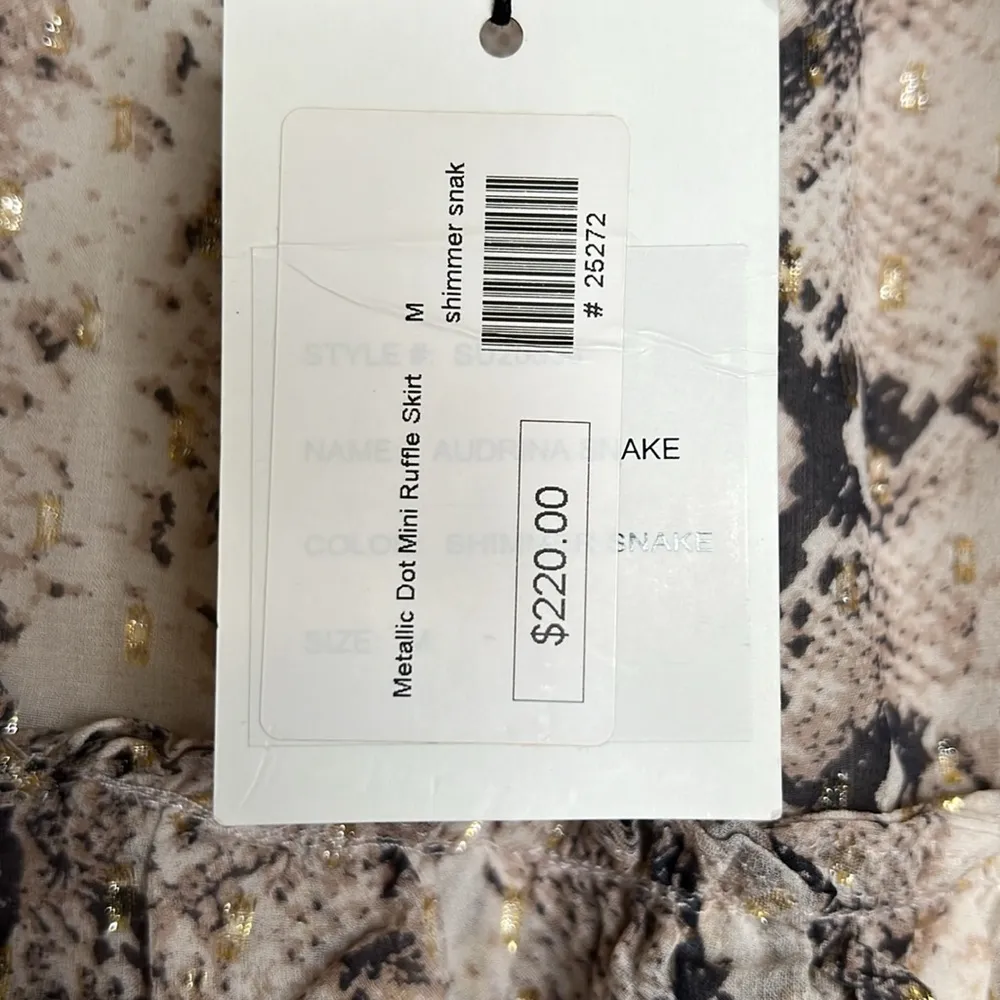 Metallic Dot Mini Ruffle Skirt M
shimmer snak
# 25272
$220.00
STYLE #:
NAME: AUDRINA SNAKE
COLOR: SHIMMER SNAKE
SIZE: M